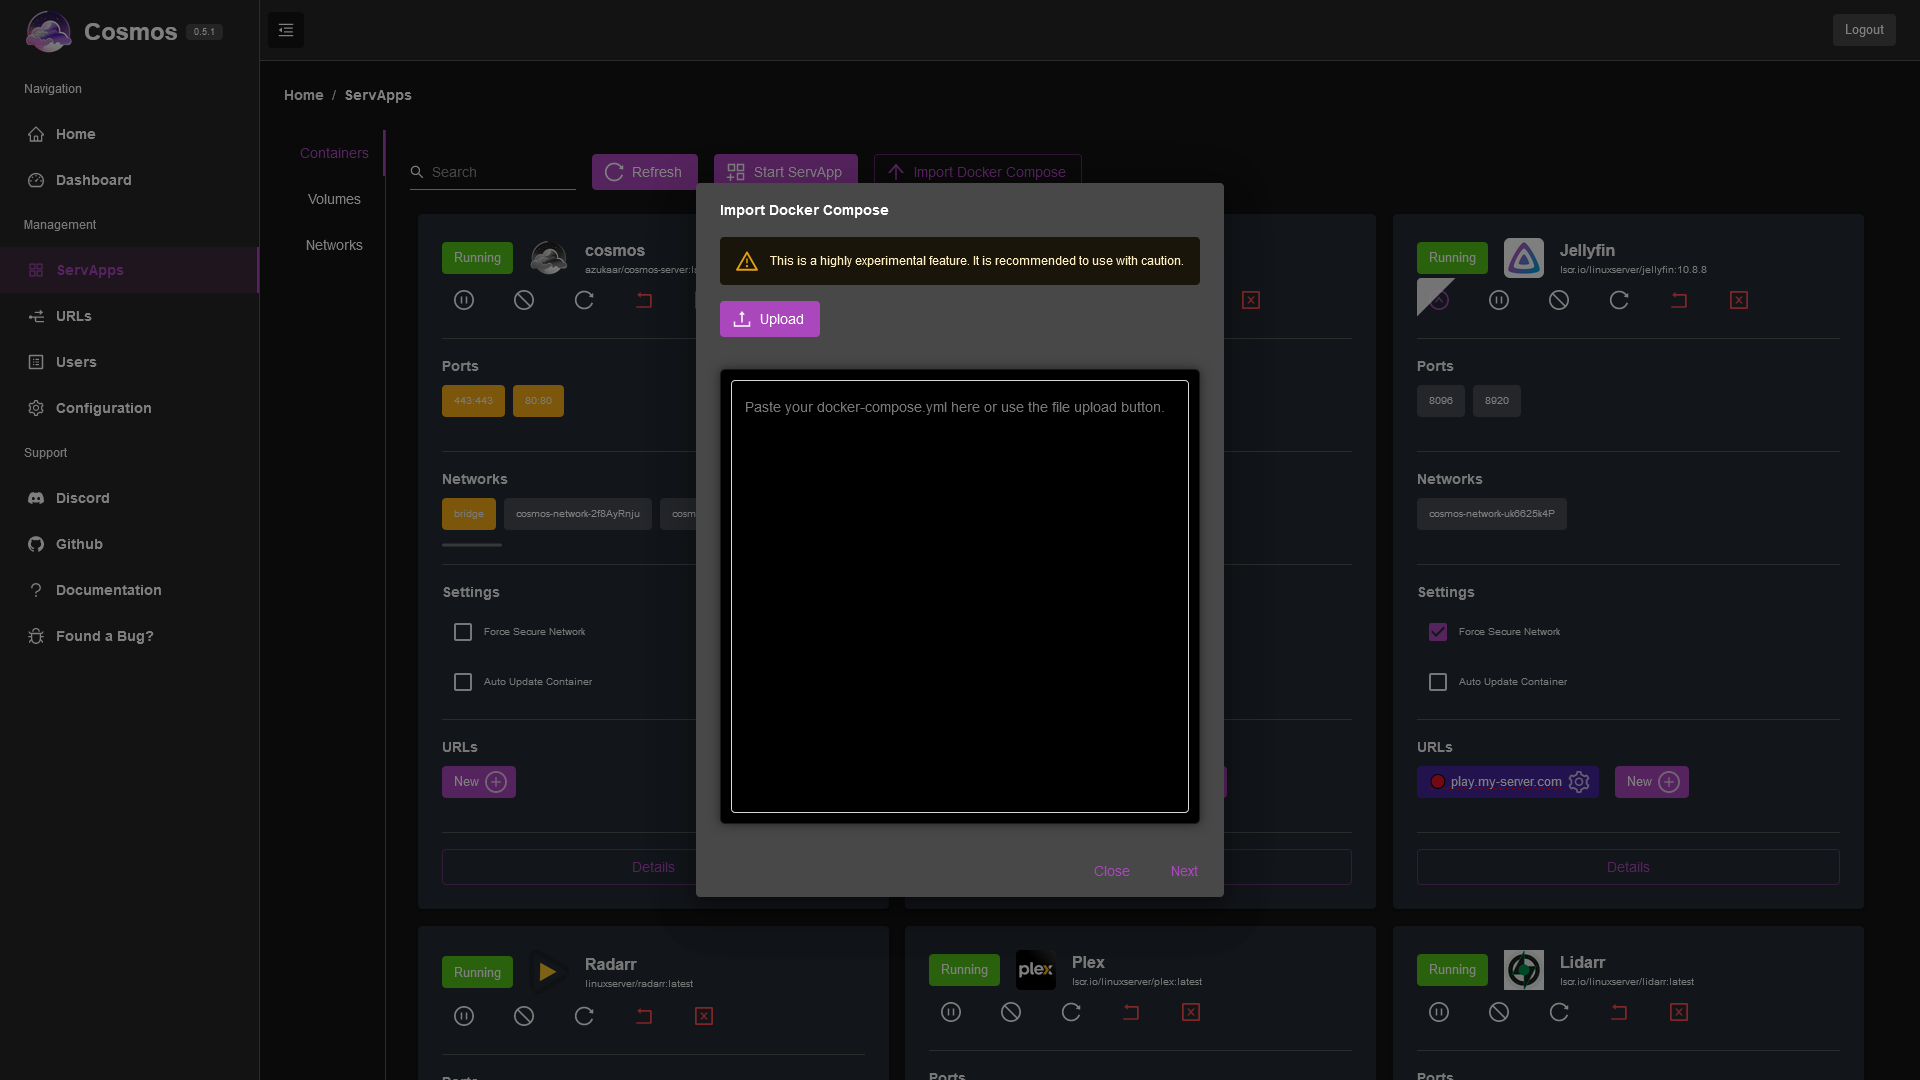 Cosmos 0.5.1
Logout
Navigation
Home
Dashboard
Management
ServApps
URLs
Users
Configuration
Support
Discord
Github
Documentation
Found a Bug?
Home / ServApps
Containers
Volumes
Networks
Search
Refresh
Start ServApp
Import Docker Compose
Import Docker Compose
This is a highly experimental feature. It is recommended to use with caution.
Upload
Paste your docker-compose.yml here or use the file upload button.
Close
Next
Running
cosmos
azukaar/cosmos-server:
Ports
443:443
80:80
Networks
bridge
cosmos-network-2f8AyRnju
cosm
Settings
Force Secure Network
Auto Update Container
URLs
New
Details
Running
Jellyfin
lscr.io/linuxserver/jellyfin:10.8.8
Ports
8096
8920
Networks
cosmos-network-uk6625k4P
Settings
Force Secure Network
Auto Update Container
URLs
play.my-server.com
New
Details
Running
Radarr
linuxserver/radarr:latest
Ports
Running
plex
Plex
lscr.io/linuxserver/plex:latest
Ports
Running
Lidarr
lscr.io/linuxserver/lidarr:latest
Ports